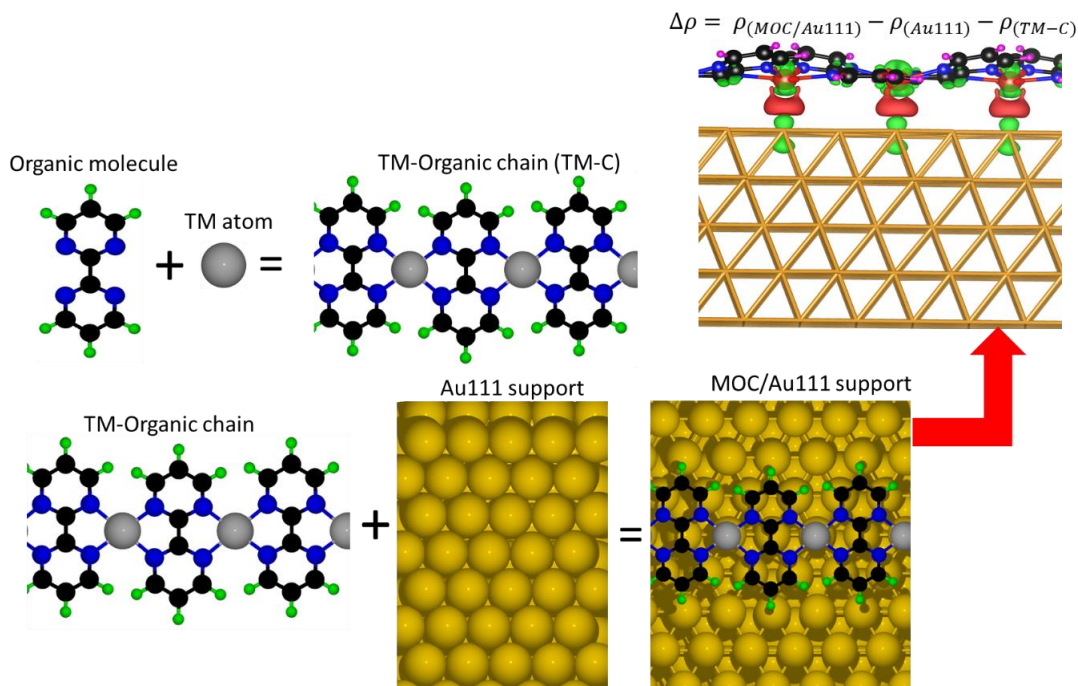 Δρ = ρ(MOC/Au111) − ρ(Au111) − ρ(TM−C)
Organic molecule
TM atom
+
=
TM-Organic chain (TM-C)
TM-Organic chain
+
Au111 support
=
MOC/Au111 support